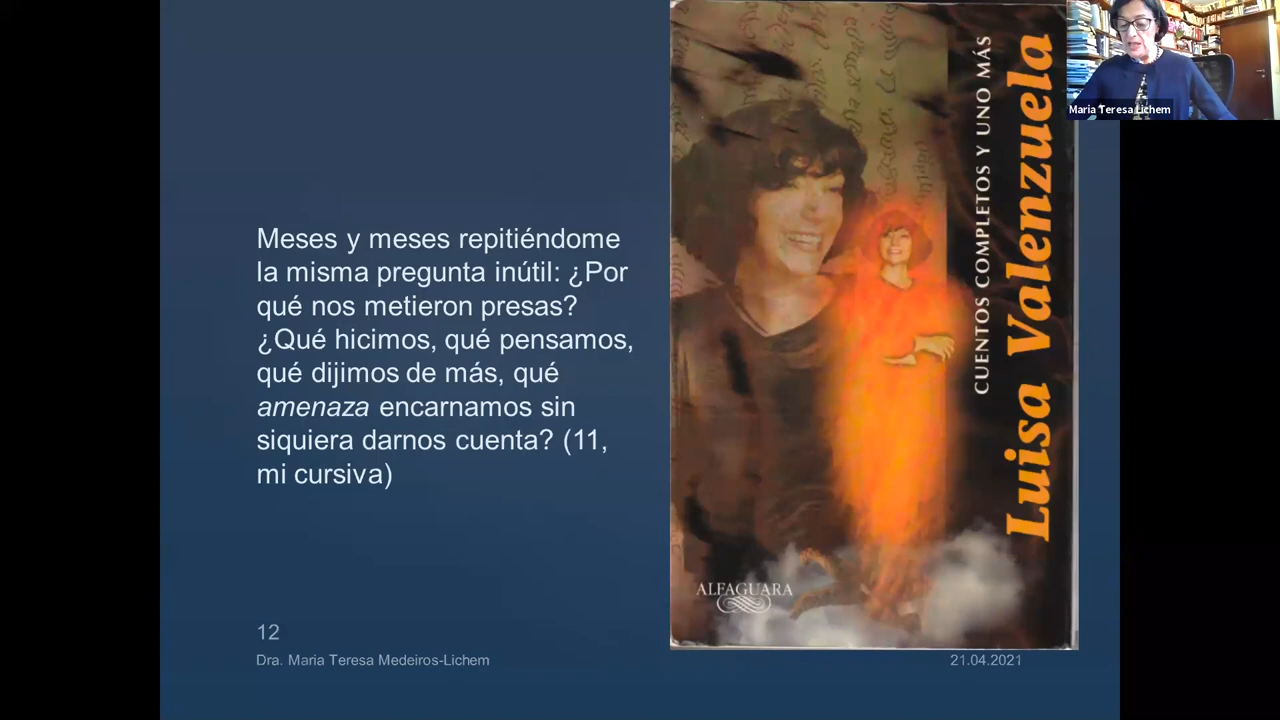 Meses y meses repitiéndome
la misma pregunta inútil: ¿Por
qué nos metieron presas?
¿Qué hicimos, qué pensamos,
qué dijimos de más, qué
amenaza encarnamos sin
siquiera darnos cuenta? (11,
mi cursiva)
12
Dra. Maria Teresa Medeiros-Lichem
21.04.2021
CUENTOS COMPLETOS Y UNO MÁS
Luisa Valenzuela
ALFAGUARA
Maria Teresa Lichem